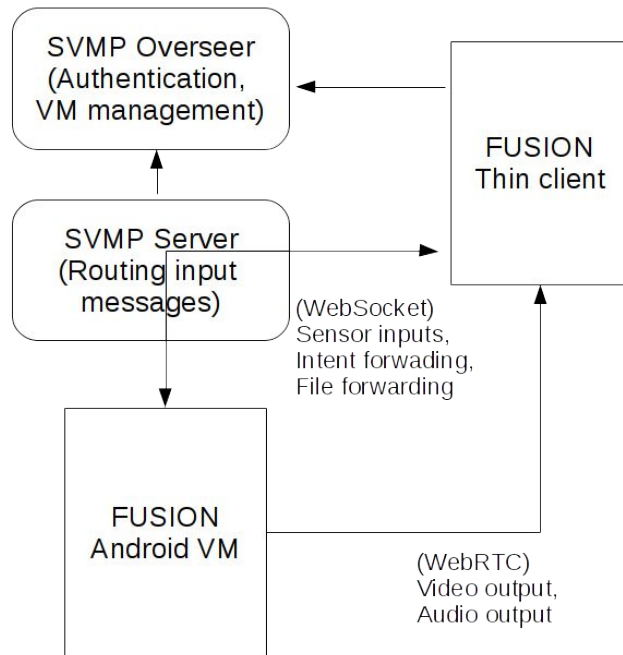 SVMP Overseer
(Authentication,
VM management)
FUSION
Thin client
SVMP Server
(Routing input
messages)
(WebSocket)
Sensor inputs,
Intent forwading,
File forwarding
FUSION
Android VM
(WebRTC)
Video output,
Audio output